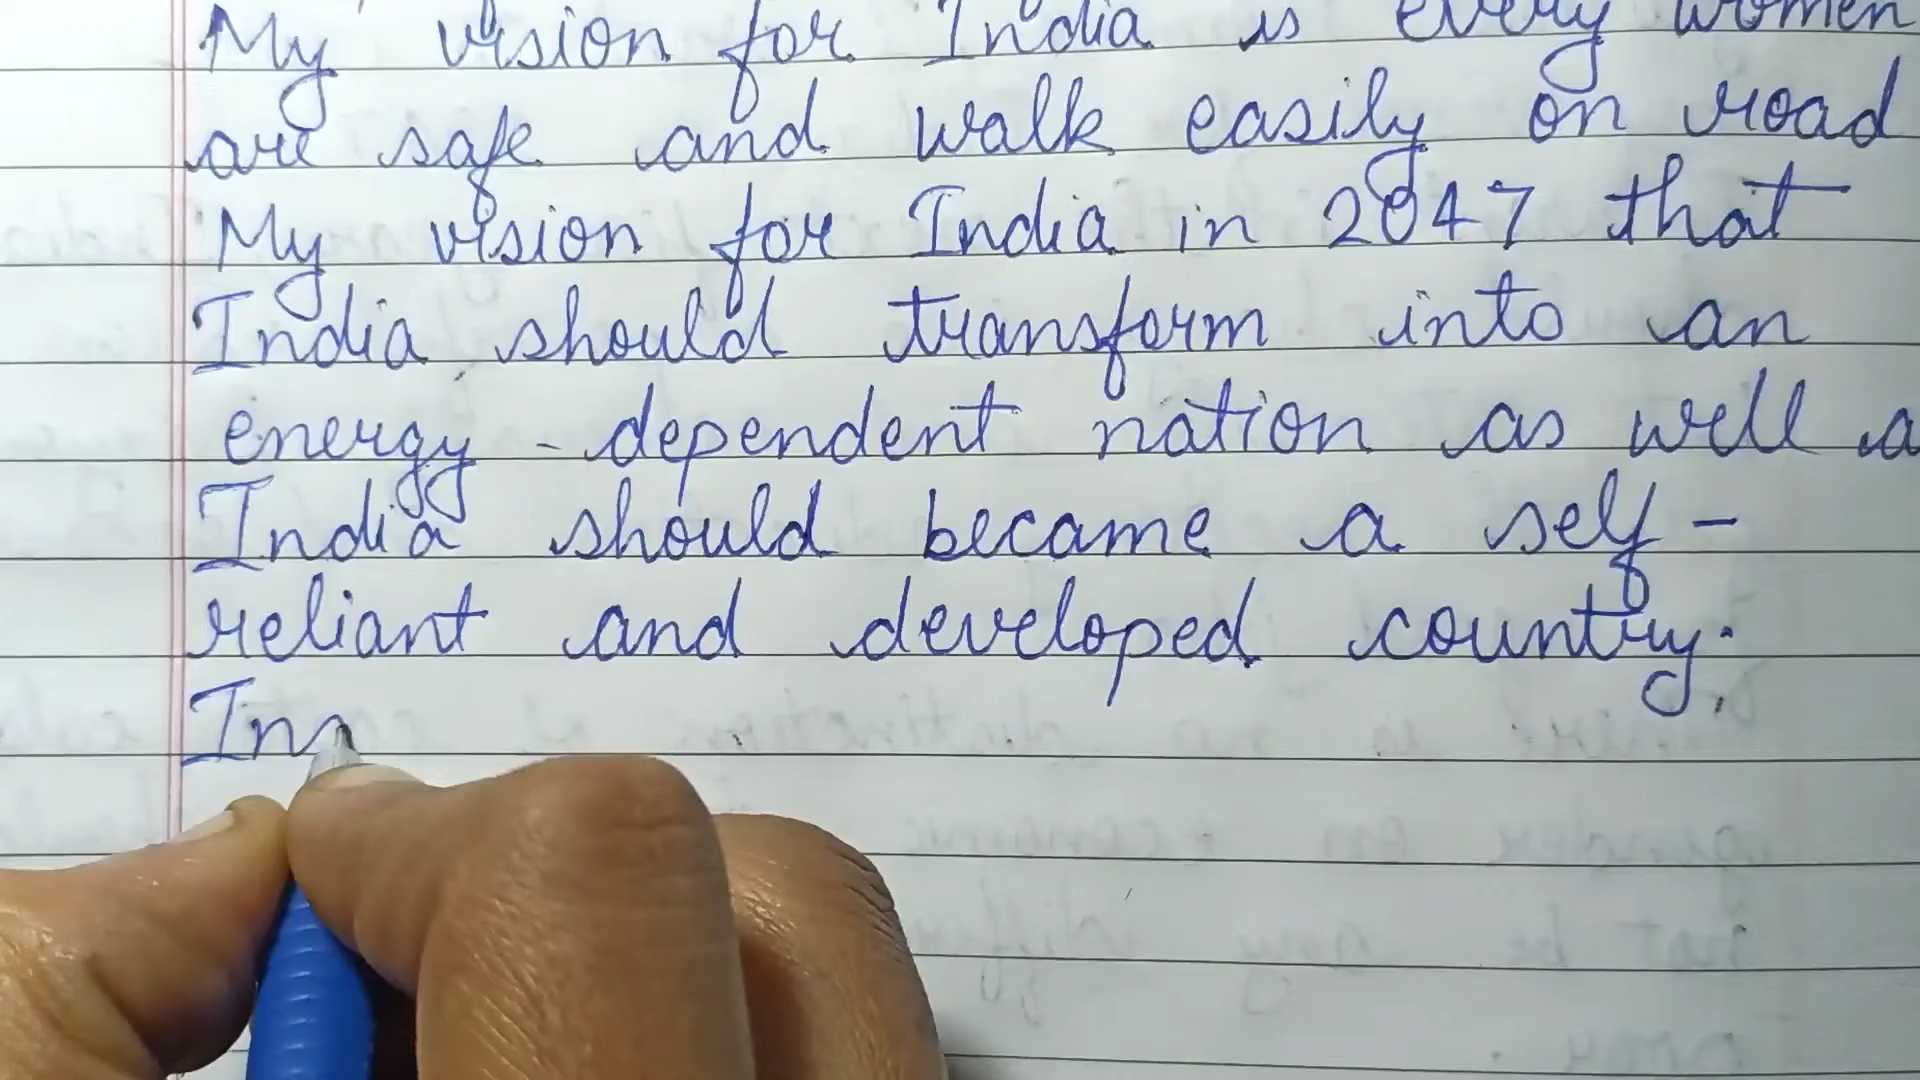 My vision for India is every women
are safe and walk easily on road
My vision for India in 2047 that
India should transform into an
energy - dependent nation as well a
India should became a self -
reliant and developed country.
In